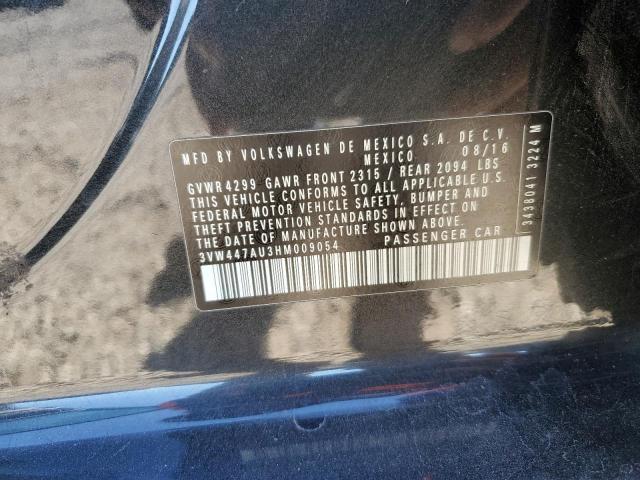 MFD BY VOLKSWAGEN DE MEXICO S.A. DE C.V.
MEXICO 08/16
GVWR 4299 GAWR FRONT 2315 / REAR 2094 LBS
THIS VEHICLE CONFORMS TO ALL APPLICABLE U.S.
FEDERAL MOTOR VEHICLE SAFETY, BUMPER AND
THEFT PREVENTION STANDARDS IN EFFECT ON
THE DATE OF MANUFACTURE SHOWN ABOVE.
3VW447AU3HM009054 PASSENGER CAR
3438041 3224 M